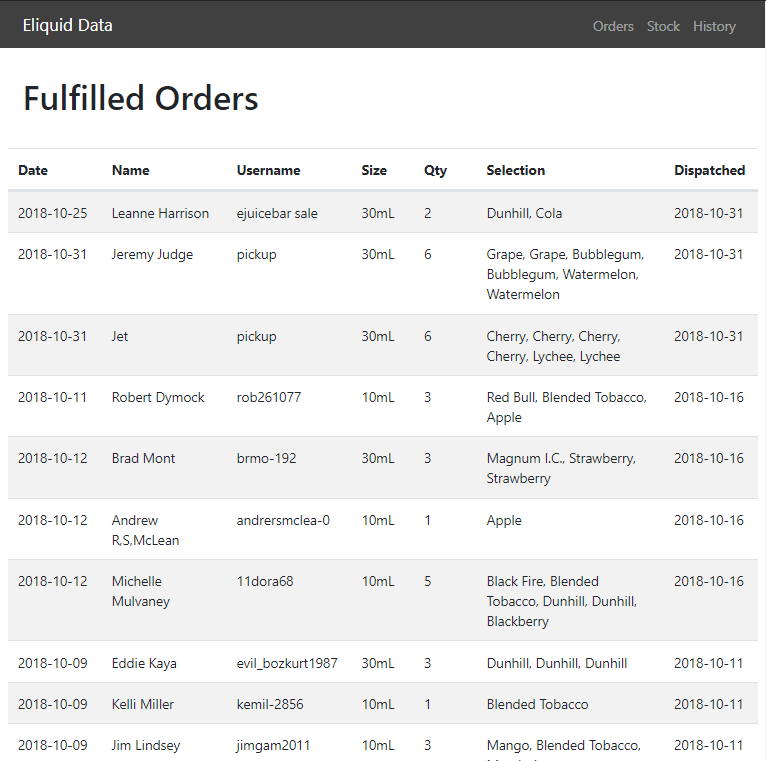 Eliquid Data Orders Stock History
Fulfilled Orders
Date Name Username Size Qty Selection Dispatched
2018-10-25 Leanne Harrison ejuicebar sale 30mL 2 Dunhill, Cola 2018-10-31
2018-10-31 Jeremy Judge pickup 30mL 6 Grape, Grape, Bubblegum, 2018-10-31
Bubblegum, Watermelon,
Watermelon
2018-10-31 Jet pickup 30mL 6 Cherry, Cherry, Cherry, 2018-10-31
Cherry, Lychee, Lychee
2018-10-11 Robert Dymock rob261077 10mL 3 Red Bull, Blended Tobacco, 2018-10-16
Apple
2018-10-12 Brad Mont brmo-192 30mL 3 Magnum I.C., Strawberry, 2018-10-16
Strawberry
2018-10-12 Andrew andrersmclea-0 10mL 1 Apple 2018-10-16
R,S,McLean
2018-10-12 Michelle 11dora68 10mL 5 Black Fire, Blended 2018-10-16
Mulvaney Tobacco, Dunhill, Dunhill,
Blackberry
2018-10-09 Eddie Kaya evil_bozkurt1987 30mL 3 Dunhill, Dunhill, Dunhill 2018-10-11
2018-10-09 Kelli Miller kemil-2856 10mL 1 Blended Tobacco 2018-10-11
2018-10-09 Jim Lindsey jimgam2011 10mL 3 Mango, Blended Tobacco, 2018-10-11